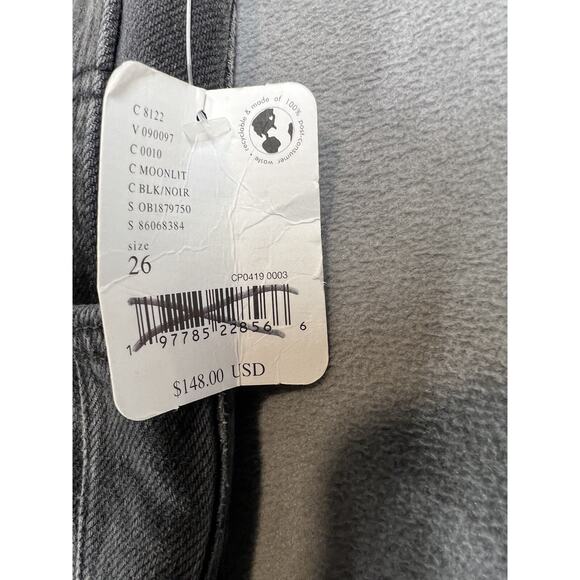 C 8122
V 090097
C 0010
C MOONLIT
C BLK/NOIR
S OB1879750
S 86068384
size
26
recyclable & made of 100% post-consumer waste
CP0419 0003
1 97785 22856 6
$148.00 USD